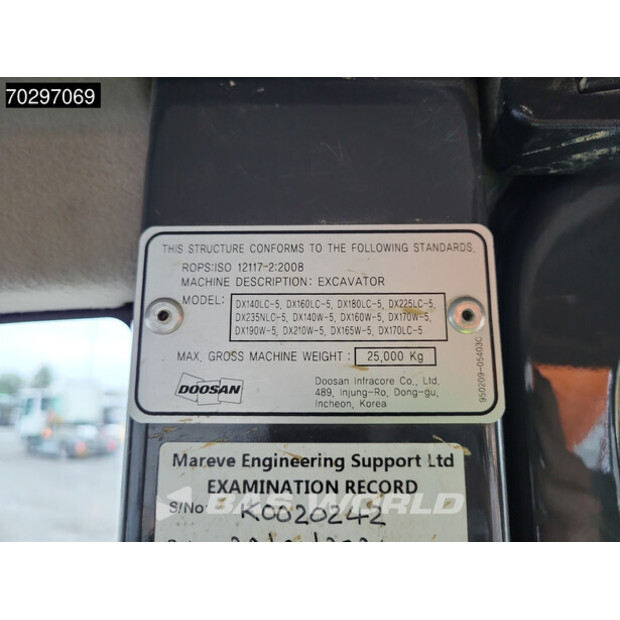 70297069
THIS STRUCTURE CONFORMS TO THE FOLLOWING STANDARDS.
ROPS:ISO 12117-2:2008
MACHINE DESCRIPTION: EXCAVATOR
MODEL: DX140LC-5, DX160LC-5, DX180LC-5, DX225LC-5,
DX235NLC-5, DX140W-5, DX160W-5, DX170W-5,
DX190W-5, DX210W-5, DX165W-5, DX170LC-5
MAX. GROSS MACHINE WEIGHT: 25,000 Kg
DOOSAN
Doosan Infracore Co., Ltd.
489, Injung-Ro, Dong-gu,
Incheon, Korea
950209-05403C
Mareve Engineering Support Ltd
EXAMINATION RECORD
S/No: K0020242
BAS WORLD